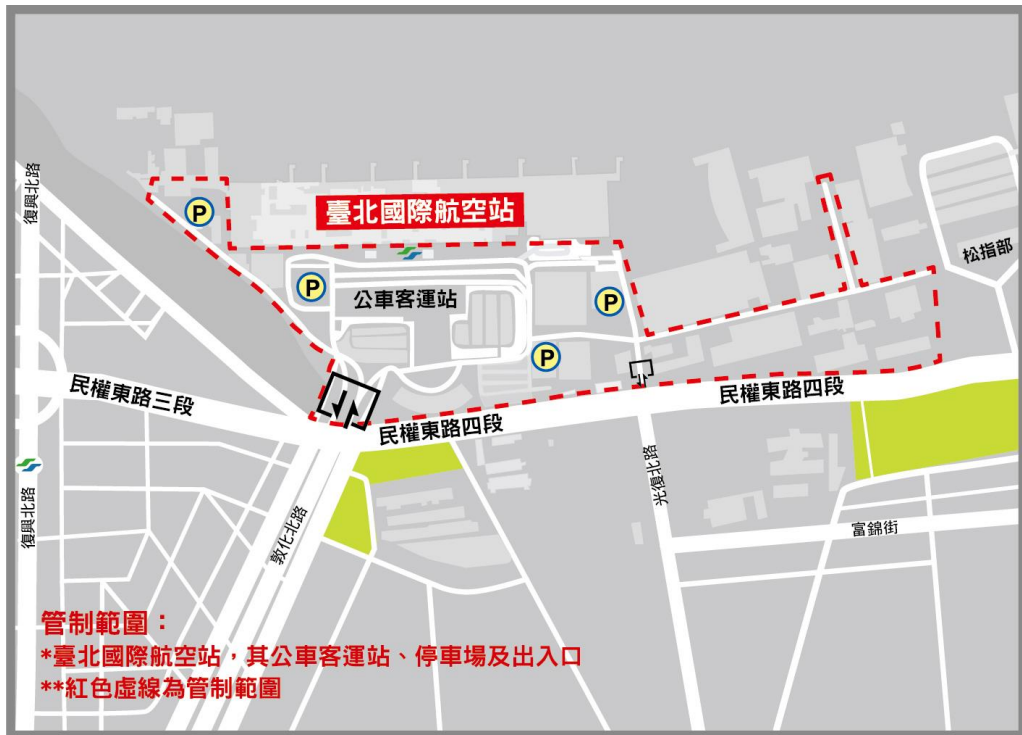 復興北路
P
臺北國際航空站
松指部
P
公車客運站
P
P
民權東路三段
民權東路四段
民權東路四段
光復北路
復興北路
敦化北路
富錦街
管制範圍：
*臺北國際航空站，其公車客運站、停車場及出入口
**紅色虛線為管制範圍